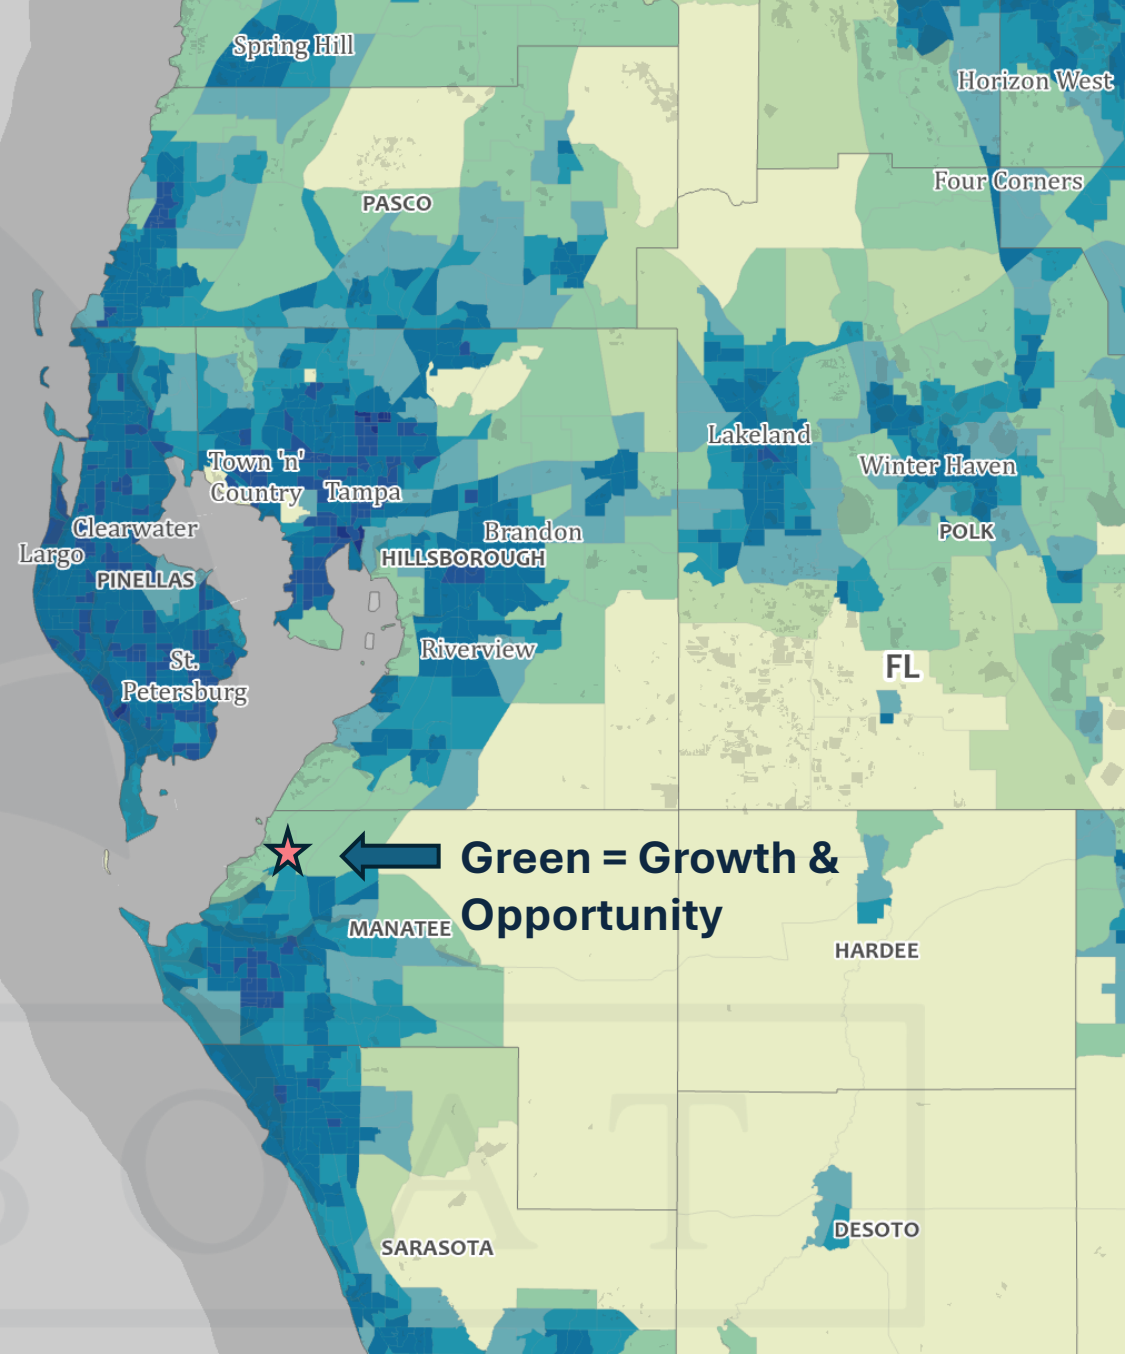 Spring Hill
Horizon West
Four Corners
PASCO
Lakeland
Town 'n'
Country
Tampa
Winter Haven
Clearwater
Brandon
POLK
Largo
HILLSBOROUGH
PINELLAS
Riverview
St.
Petersburg
FL
Green = Growth &
Opportunity
MANATEE
HARDEE
BOAT
DESOTO
SARASOTA